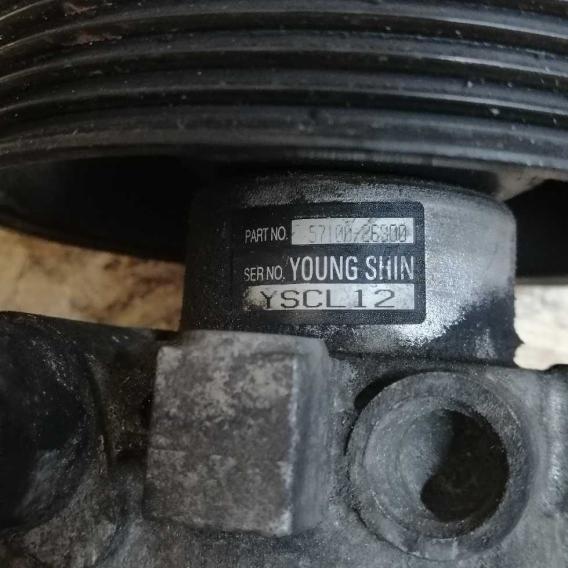 PART NO. 57100-26900
SER NO. YOUNG SHIN
YSCL12